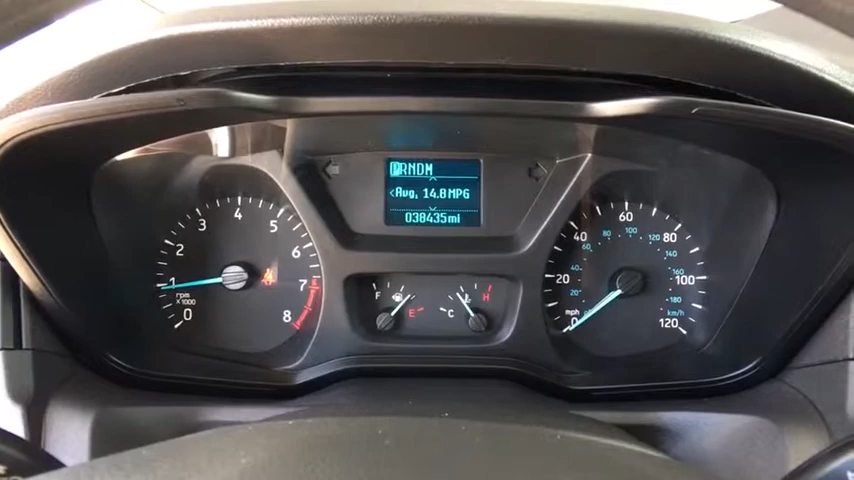 PRNDM
<Avg. 14.8MPG
038435mi
0 1 2 3 4 5 6 7 8
rpm
x1000
F E
C H
0 20 40 60 80 100 120
20 40 60 80 100 120 140 160 180
mph
km/h